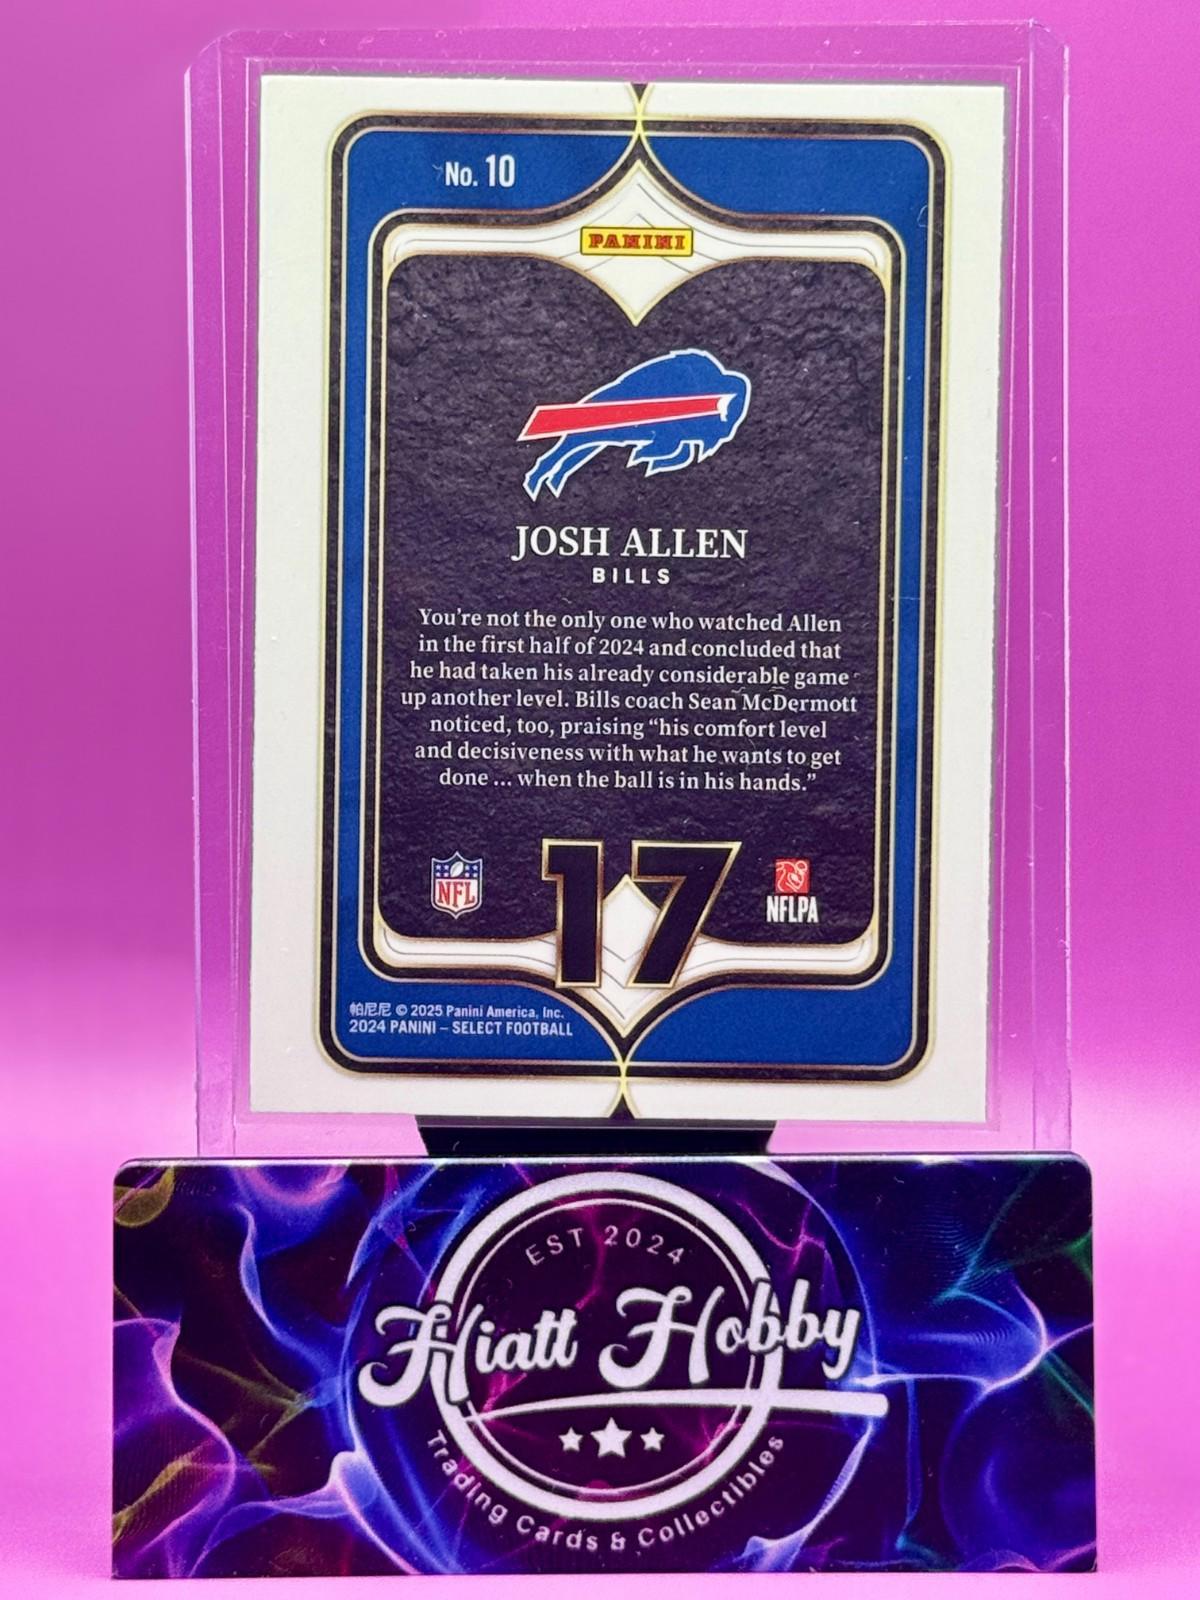 No. 10
PANINI
JOSH ALLEN
BILLS
You're not the only one who watched Allen
in the first half of 2024 and concluded that
he had taken his already considerable game
up another level. Bills coach Sean McDermott
noticed, too, praising “his comfort level
and decisiveness with what he wants to get
done ... when the ball is in his hands.”
NFL
17
NFLPA
帕尼尼 © 2025 Panini America, Inc.
2024 PANINI – SELECT FOOTBALL
EST 2024
Hiatt Hobby
Trading Cards & Collectibles